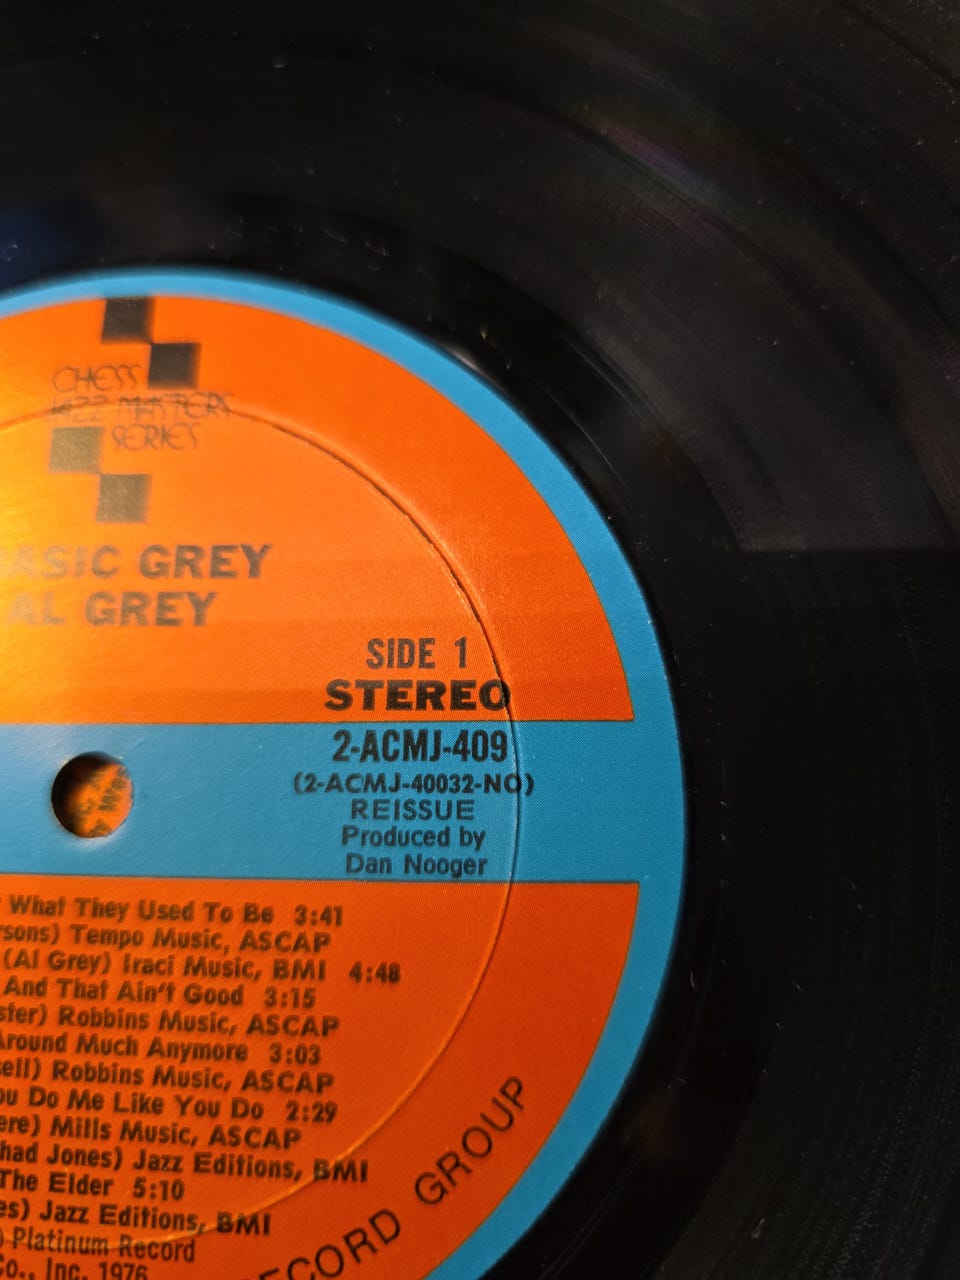 CHESS
JAZZ MASTERS
SERIES
ASIC GREY
AL GREY
SIDE 1
STEREO
2-ACMJ-409
(2-ACMJ-40032-NO)
REISSUE
Produced by
Dan Nooger
What They Used To Be 3:41
rsons) Tempo Music, ASCAP
(Al Grey) Iraci Music, BMI 4:48
And That Ain't Good 3:15
ster) Robbins Music, ASCAP
Around Much Anymore 3:03
sell) Robbins Music, ASCAP
ou Do Me Like You Do 2:29
ere) Mills Music, ASCAP
had Jones) Jazz Editions, BMI
The Elder 5:10
es) Jazz Editions, BMI
) Platinum Record
Co., Inc. 1976
RECORD GROUP